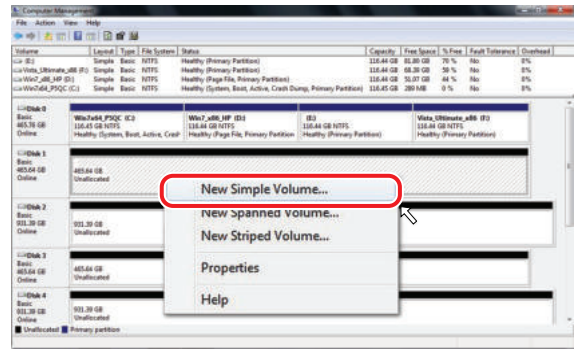 Computer Management
File Action View Help
Volume Layout Type File System Status Capacity Free Space % Free Fault Tolerance Overhead
(E:) Simple Basic NTFS Healthy (Primary Partition) 116.44 GB 81.80 GB 70 % No 0%
Vista_Ultimate_x86 (F:) Simple Basic NTFS Healthy (Primary Partition) 116.44 GB 68.38 GB 59 % No 0%
Win7_x86_HP (D:) Simple Basic NTFS Healthy (Page File, Primary Partition) 116.44 GB 51.07 GB 44 % No 0%
Win7x64_PSQC (C:) Simple Basic NTFS Healthy (System, Boot, Active, Crash Dump, Primary Partition) 116.45 GB 289 MB 0 % No 0%
Disk 0
Basic
465.76 GB
Online
Win7x64_PSQC (C:)
116.45 GB NTFS
Healthy (System, Boot, Active, Crash
Win7_x86_HP (D:)
116.44 GB NTFS
Healthy (Page File, Primary Partition
(E:)
116.44 GB NTFS
Healthy (Primary Partition)
Vista_Ultimate_x86 (F:)
116.44 GB NTFS
Healthy (Primary Partition)
Disk 1
Basic
465.64 GB
Online
465.64 GB
Unallocated
New Simple Volume...
New Spanned Volume...
New Striped Volume...
Properties
Help
Disk 2
Basic
931.39 GB
Online
931.39 GB
Unallocated
Disk 3
Basic
465.64 GB
Online
465.64 GB
Unallocated
Disk 4
Basic
931.39 GB
Online
931.39 GB
Unallocated
Unallocated Primary partition